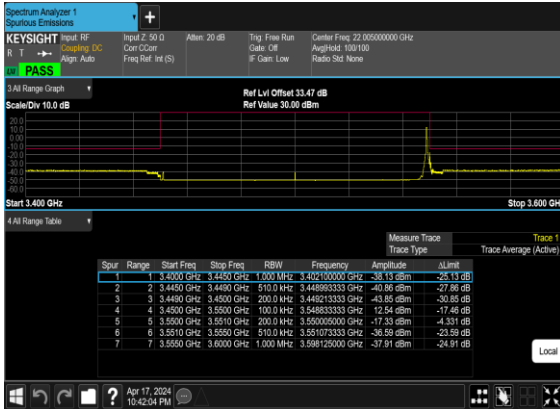 Spectrum Analyzer 1
Spurious Emissions
KEYSIGHT Input: RF Input Z: 50 Ω Atten: 20 dB Trig: Free Run Center Freq: 22.005000000 GHz
R T Coupling: DC Corr CCorr Gate: Off Avg|Hold: 100/100
Align: Auto Freq Ref: Int (S) IF Gain: Low Radio Std: None
PASS
3 All Range Graph
Ref Lvl Offset 33.47 dB
Scale/Div 10.0 dB Ref Value 30.00 dBm
20.0
10.0
0.00
-10.0
-20.0
-30.0
-40.0
-50.0
-60.0
Start 3.400 GHz Stop 3.600 GH
4 All Range Table
Measure Trace Trace 1
Trace Type Trace Average (Active)
Spur Range Start Freq Stop Freq RBW Frequency Amplitude ΔLimit
1 1 3.4000 GHz 3.4450 GHz 1.000 MHz 3.402100000 GHz -38.13 dBm -25.13 dB
2 2 3.4450 GHz 3.4490 GHz 510.0 kHz 3.448993333 GHz -40.86 dBm -27.86 dB
3 3 3.4490 GHz 3.4500 GHz 200.0 kHz 3.449213333 GHz -43.85 dBm -30.85 dB
4 4 3.4500 GHz 3.5500 GHz 100.0 kHz 3.548633333 GHz 12.54 dBm -17.46 dB
5 5 3.5500 GHz 3.5510 GHz 200.0 kHz 3.550005000 GHz -17.33 dBm -4.331 dB
6 6 3.5510 GHz 3.5550 GHz 510.0 kHz 3.551073333 GHz -36.59 dBm -23.59 dB
7 7 3.5550 GHz 3.6000 GHz 1.000 MHz 3.598125000 GHz -37.91 dBm -24.91 dB
Local
Apr 17, 2024
10:42:04 PM